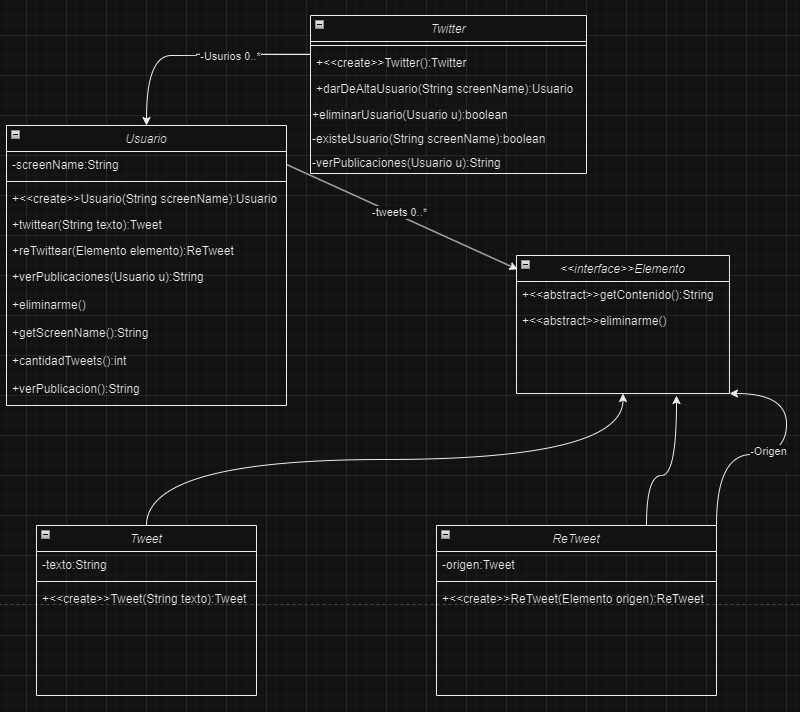 Twitter
+<<create>>Twitter():Twitter
+darDeAltaUsuario(String screenName):Usuario
+eliminarUsuario(Usuario u):boolean
-existeUsuario(String screenName):boolean
-verPublicaciones(Usuario u):String
-Usurios 0..*
Usuario
-screenName:String
+<<create>>Usuario(String screenName):Usuario
+twittear(String texto):Tweet
+reTwittear(Elemento elemento):ReTweet
+verPublicaciones(Usuario u):String
+eliminarme()
+getScreenName():String
+cantidadTweets():int
+verPublicacion():String
-tweets 0..*
<<interface>>Elemento
+<<abstract>>getContenido():String
+<<abstract>>eliminarme()
-Origen
Tweet
-texto:String
+<<create>>Tweet(String texto):Tweet
ReTweet
-origen:Tweet
+<<create>>ReTweet(Elemento origen):ReTweet